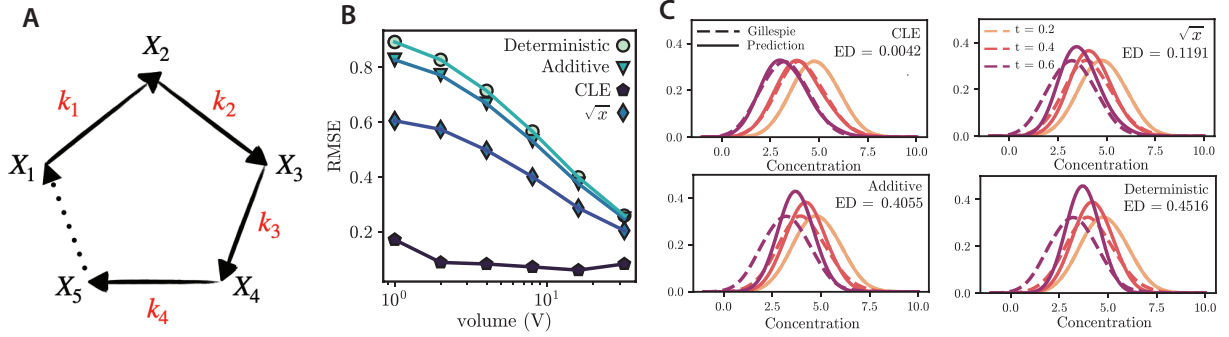 A
X₁
X₂
X₃
X₄
X₅
k₁
k₂
k₃
k₄
B
Deterministic
Additive
CLE
√x
RMSE
0.8
0.6
0.4
0.2
10⁰
10¹
volume (V)
C
Gillespie
Prediction
CLE
ED = 0.0042
0.4
0.2
0.0
0.0
2.5
5.0
7.5
10.0
Concentration
t = 0.2
t = 0.4
t = 0.6
√x
ED = 0.1191
0.4
0.2
0.0
0.0
2.5
5.0
7.5
10.0
Concentration
Additive
ED = 0.4055
0.4
0.2
0.0
0.0
2.5
5.0
7.5
10.0
Concentration
Deterministic
ED = 0.4516
0.4
0.2
0.0
0.0
2.5
5.0
7.5
10.0
Concentration